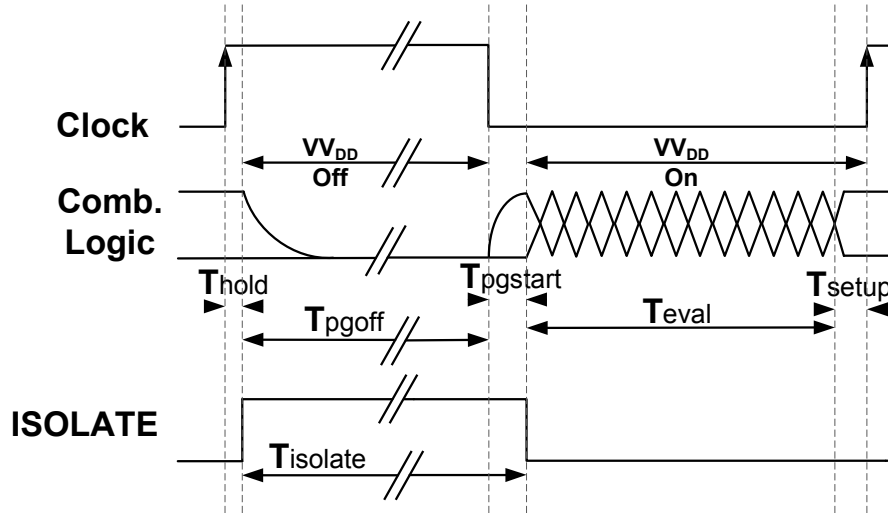 Clock
VVDD
Off
VVDD
On
Comb.
Logic
Thold
Tpgstart
Tsetup
Tpgoff
Teval
ISOLATE
Tisolate